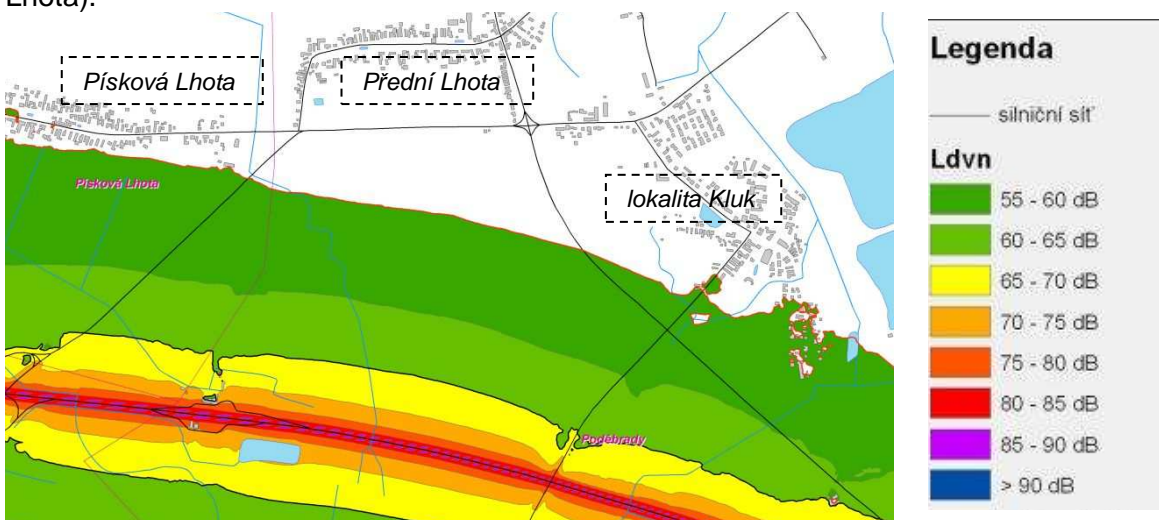 Lhota).
Písková Lhota
Přední Lhota
lokalita Kluk
Písková Lhota
Poděbrady
Legenda
silniční síť
Ldvn
55 - 60 dB
60 - 65 dB
65 - 70 dB
70 - 75 dB
75 - 80 dB
80 - 85 dB
85 - 90 dB
> 90 dB